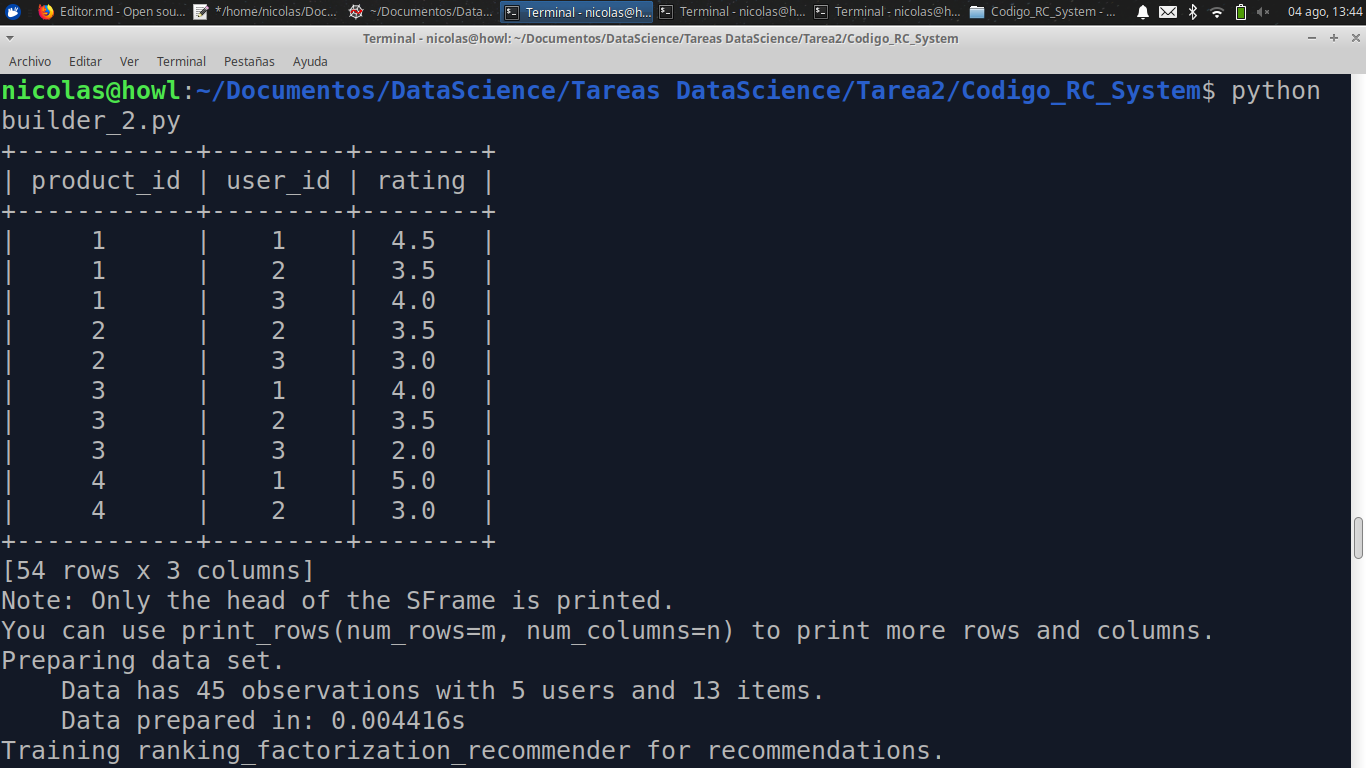 Editor.md - Open sou...
*/home/nicolas/Doc...
~/Documentos/Data...
Terminal - nicolas@h...
Terminal - nicolas@h...
Terminal - nicolas@h...
Codigo_RC_System - ...
04 ago, 13:44
Terminal - nicolas@howl: ~/Documentos/DataScience/Tareas DataScience/Tarea2/Codigo_RC_System
Archivo Editar Ver Terminal Pestañas Ayuda
nicolas@howl:~/Documentos/DataScience/Tareas DataScience/Tarea2/Codigo_RC_System$ python
builder_2.py
+------------+---------+--------+
| product_id | user_id | rating |
+------------+---------+--------+
|     1      |    1    |  4.5   |
|     1      |    2    |  3.5   |
|     1      |    3    |  4.0   |
|     2      |    2    |  3.5   |
|     2      |    3    |  3.0   |
|     3      |    1    |  4.0   |
|     3      |    2    |  3.5   |
|     3      |    3    |  2.0   |
|     4      |    1    |  5.0   |
|     4      |    2    |  3.0   |
+------------+---------+--------+
[54 rows x 3 columns]
Note: Only the head of the SFrame is printed.
You can use print_rows(num_rows=m, num_columns=n) to print more rows and columns.
Preparing data set.
    Data has 45 observations with 5 users and 13 items.
    Data prepared in: 0.004416s
Training ranking_factorization_recommender for recommendations.